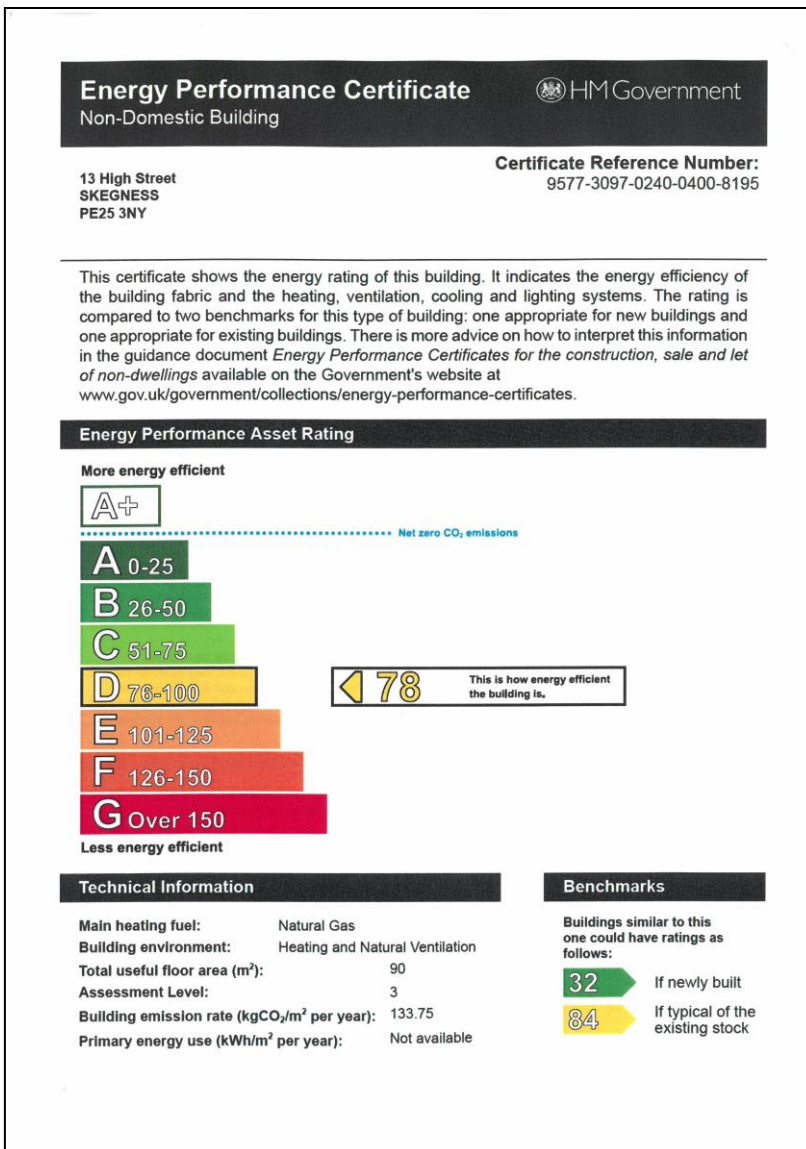 Energy Performance Certificate
HM Government
Non-Domestic Building
13 High Street
SKEGNESS
PE25 3NY
Certificate Reference Number:
9577-3097-0240-0400-8195
This certificate shows the energy rating of this building. It indicates the energy efficiency of
the building fabric and the heating, ventilation, cooling and lighting systems. The rating is
compared to two benchmarks for this type of building: one appropriate for new buildings and
one appropriate for existing buildings. There is more advice on how to interpret this information
in the guidance document Energy Performance Certificates for the construction, sale and let
of non-dwellings available on the Government's website at
www.gov.uk/government/collections/energy-performance-certificates.
Energy Performance Asset Rating
More energy efficient
A+
Net zero CO₂ emissions
A 0-25
B 26-50
C 51-75
D 76-100
78
This is how energy efficient
the building is.
E 101-125
F 126-150
G Over 150
Less energy efficient
Technical Information
Main heating fuel: Natural Gas
Building environment: Heating and Natural Ventilation
Total useful floor area (m²): 90
Assessment Level: 3
Building emission rate (kgCO₂/m² per year): 133.75
Primary energy use (kWh/m² per year): Not available
Benchmarks
Buildings similar to this
one could have ratings as
follows:
32 If newly built
84 If typical of the
existing stock